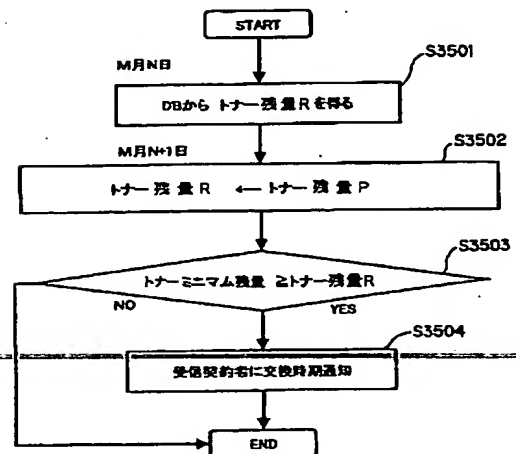 START
M月N日
S3501
DBから トナー残量Rを得る
M月N+1日
S3502
トナー残量R ← トナー残量P
S3503
トナーミニマム残量 ≧トナー残量R
NO
YES
S3504
受信契約名に交換時期通知
END